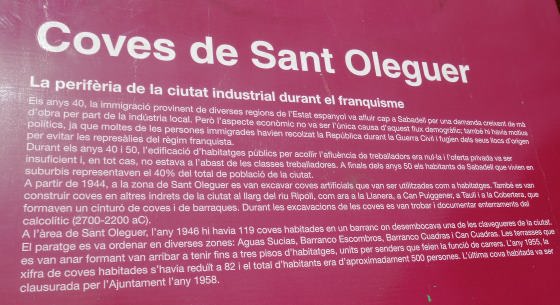 Coves de Sant Oleguer
La perifèria de la ciutat industrial durant el franquisme
Els anys 40, la immigració provinent de diverses regions de l'Estat espanyol va afluir cap a Sabadell per una demanda creixent de mà
d'obra per part de la indústria local. Però l'aspecte econòmic no va ser l'única causa d'aquest flux demogràfic; també hi havia motius
polítics, ja que moltes de les persones immigrades havien recolzat la República durant la Guerra Civil i fugien dels seus llocs d'origen
per evitar les represàlies del règim franquista.
Durant els anys 40 i 50, l'edificació d'habitatges públics per acollir l'afluència de treballadors era nul·la i l'oferta privada va ser
insuficient i, en tot cas, no estava a l'abast de les classes treballadores. A finals dels anys 50 els habitants de Sabadell que vivien en
suburbis representaven el 40% del total de població de la ciutat.
A partir de 1944, a la zona de Sant Oleguer es van excavar coves artificials que van ser utilitzades com a habitatges. També es van
construir coves en altres indrets de la ciutat al llarg del riu Ripoll, com ara a la Llanera, a Can Puiggener, a Taulí i a la Cobertera, que
formaven un cinturó de coves i de barraques. Durant les excavacions de les coves es van trobar i documentar enterraments del
calcolític (2700-2200 aC).
A l'àrea de Sant Oleguer, l'any 1946 hi havia 119 coves habitades en un barranc on desembocava una de les clavegueres de la ciutat.
El paratge es va ordenar en diverses zones: Aguas Sucias, Barranco Escombros, Barranco Cuadras i Can Cuadras. Les terrasses que
es van anar formant van arribar a tenir fins a tres pisos d'habitatges, units per senders que feien la funció de carrers. L'any 1955, la
xifra de coves habitades s'havia reduït a 82 i el total d'habitants era d'aproximadament 500 persones. L'última cova habitada va ser
clausurada per l'Ajuntament l'any 1958.